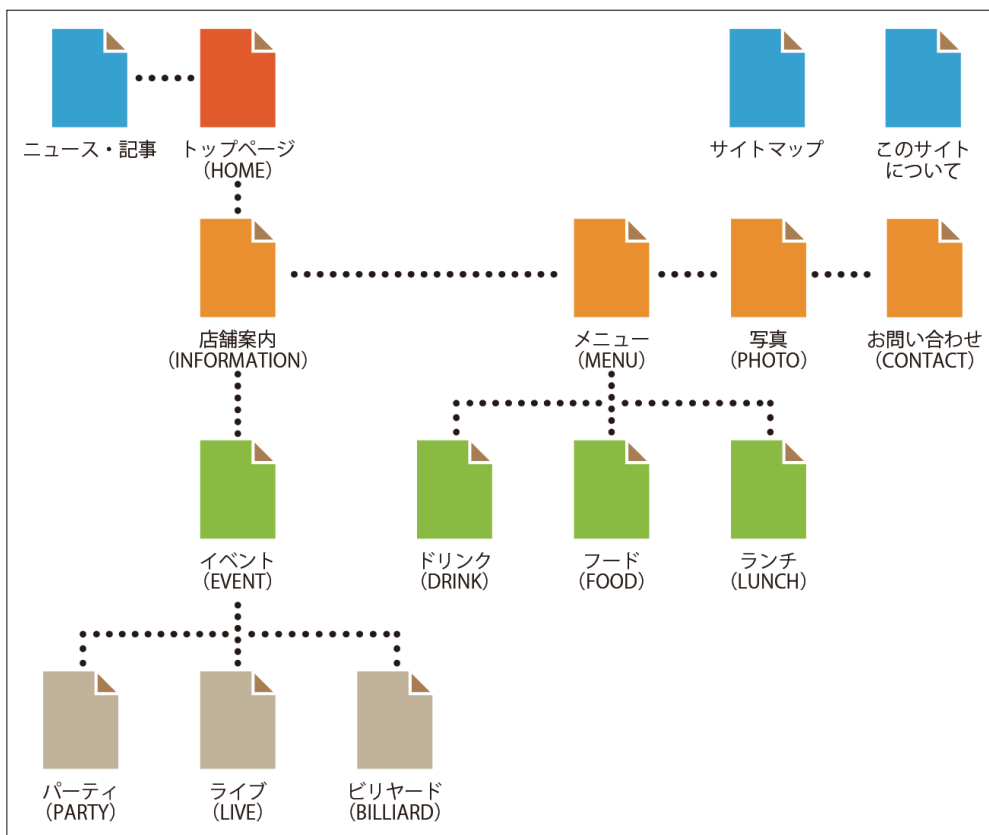 ニュース・記事
トップページ
(HOME)
サイトマップ
このサイト
について
店舗案内
(INFORMATION)
メニュー
(MENU)
写真
(PHOTO)
お問い合わせ
(CONTACT)
イベント
(EVENT)
ドリンク
(DRINK)
フード
(FOOD)
ランチ
(LUNCH)
パーティ
(PARTY)
ライブ
(LIVE)
ビリヤード
(BILLIARD)